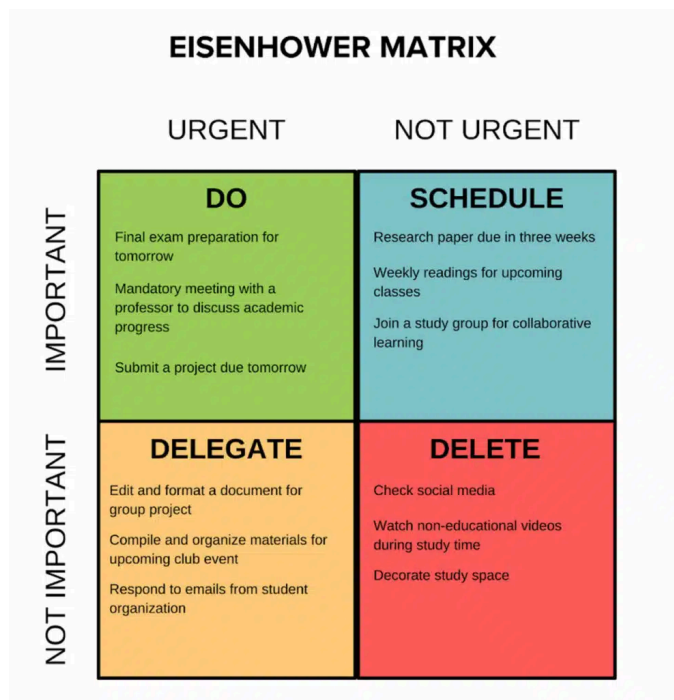 EISENHOWER MATRIX
URGENT
NOT URGENT
IMPORTANT
DO
Final exam preparation for
tomorrow
Mandatory meeting with a
professor to discuss academic
progress
Submit a project due tomorrow
SCHEDULE
Research paper due in three weeks
Weekly readings for upcoming
classes
Join a study group for collaborative
learning
NOT IMPORTANT
DELEGATE
Edit and format a document for
group project
Compile and organize materials for
upcoming club event
Respond to emails from student
organization
DELETE
Check social media
Watch non-educational videos
during study time
Decorate study space